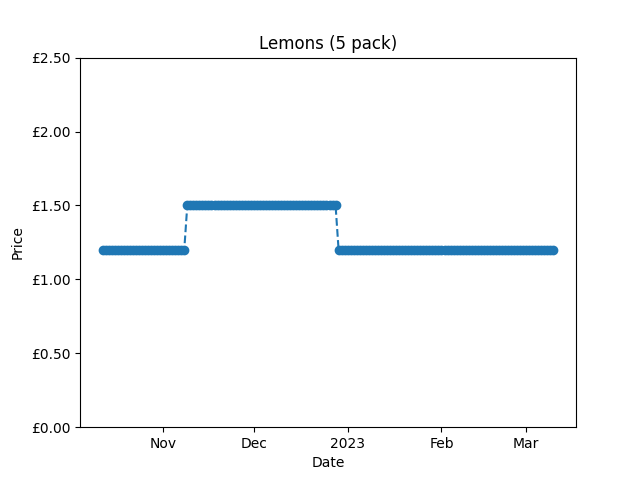 Lemons (5 pack)
£2.50
£2.00
£1.50
£1.00
£0.50
£0.00
Price
Nov Dec 2023 Feb Mar
Date